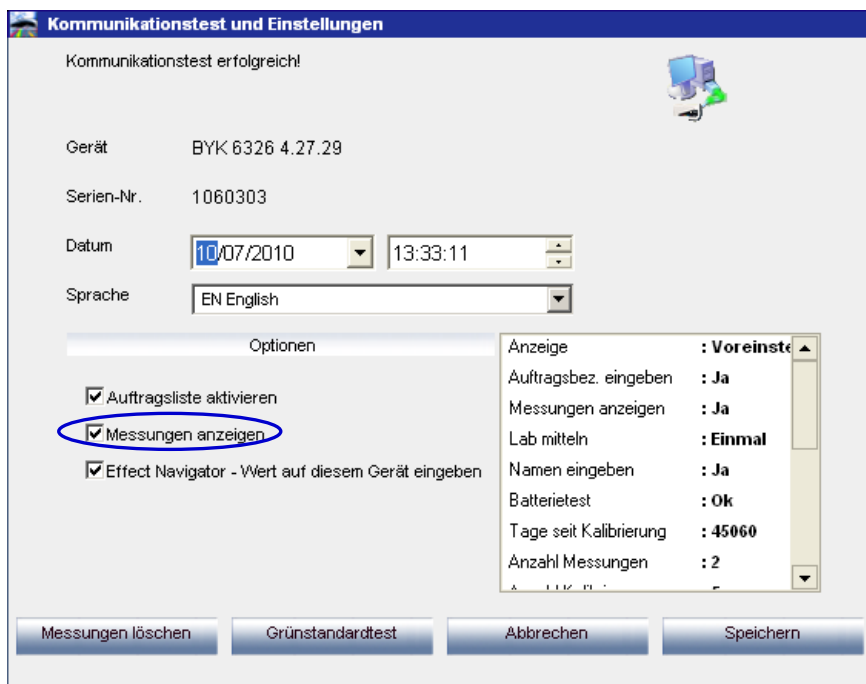 Kommunikationstest und Einstellungen
Kommunikationstest erfolgreich!
Gerät BYK 6326 4.27.29
Serien-Nr. 1060303
Datum 10/07/2010 13:33:11
Sprache EN English
Optionen
Auftragsliste aktivieren
Messungen anzeigen
Effect Navigator - Wert auf diesem Gerät eingeben
Anzeige : Voreinste
Auftragsbez. eingeben : Ja
Messungen anzeigen : Ja
Lab mitteln : Einmal
Namen eingeben : Ja
Batterietest : Ok
Tage seit Kalibrierung : 45060
Anzahl Messungen : 2
Messungen löschen Grünstandardtest Abbrechen Speichern